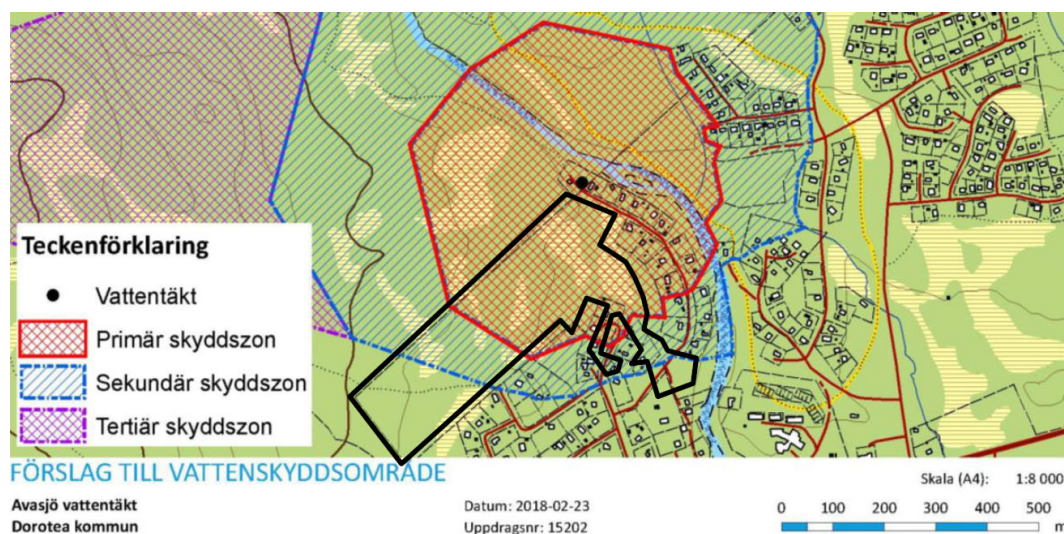 Teckenförklaring
Vattentäkt
Primär skyddszon
Sekundär skyddszon
Tertiär skyddszon
FÖRSLAG TILL VATTENSKYDDSOMRÅDE
Avasjö vattentäkt
Dorotea kommun
Datum: 2018-02-23
Uppdragsnr: 15202
Skala (A4): 1:8 000
0 100 200 300 400 500
m